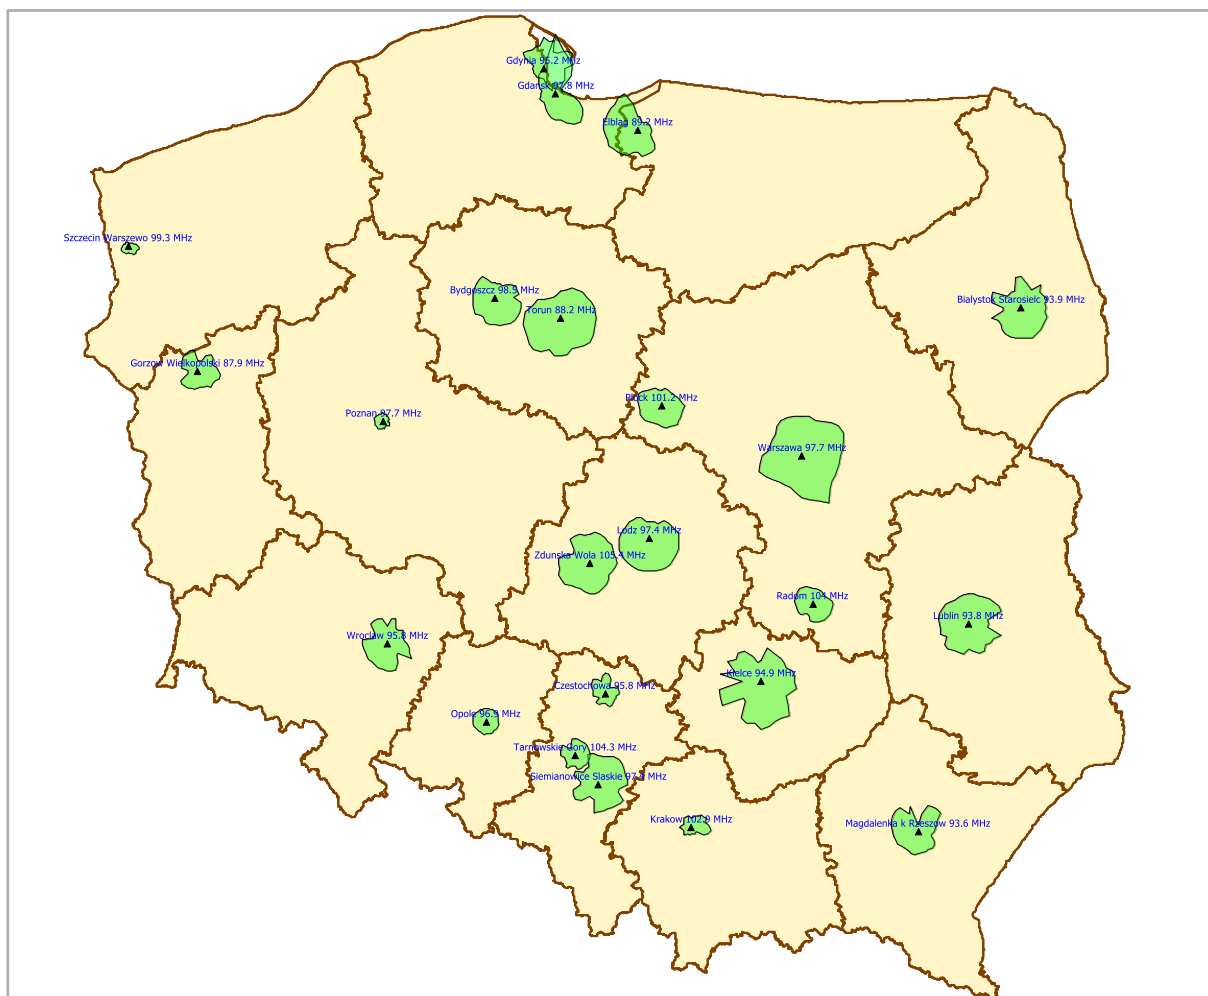 Gdynia 95.2 MHz
Gdansk 92.8 MHz
Elblag 89.2 MHz
Szczecin Warszewo 99.3 MHz
Bydgoszcz 98.5 MHz
Torun 88.2 MHz
Bialystok Starosielc 93.9 MHz
Gorzow Wielkopolski 87.9 MHz
Plock 101.2 MHz
Poznan 97.7 MHz
Warszawa 97.7 MHz
Lodz 97.4 MHz
Zdunska Wola 105.4 MHz
Radom 104 MHz
Lublin 93.8 MHz
Wroclaw 95.8 MHz
Kielce 94.9 MHz
Czestochowa 95.8 MHz
Opole 96.9 MHz
Tarnowskie Gory 104.3 MHz
Siemianowice Slaskie MHz
Krakow 102.9 MHz
Magdalenka k Rzeszow 93.6 MHz